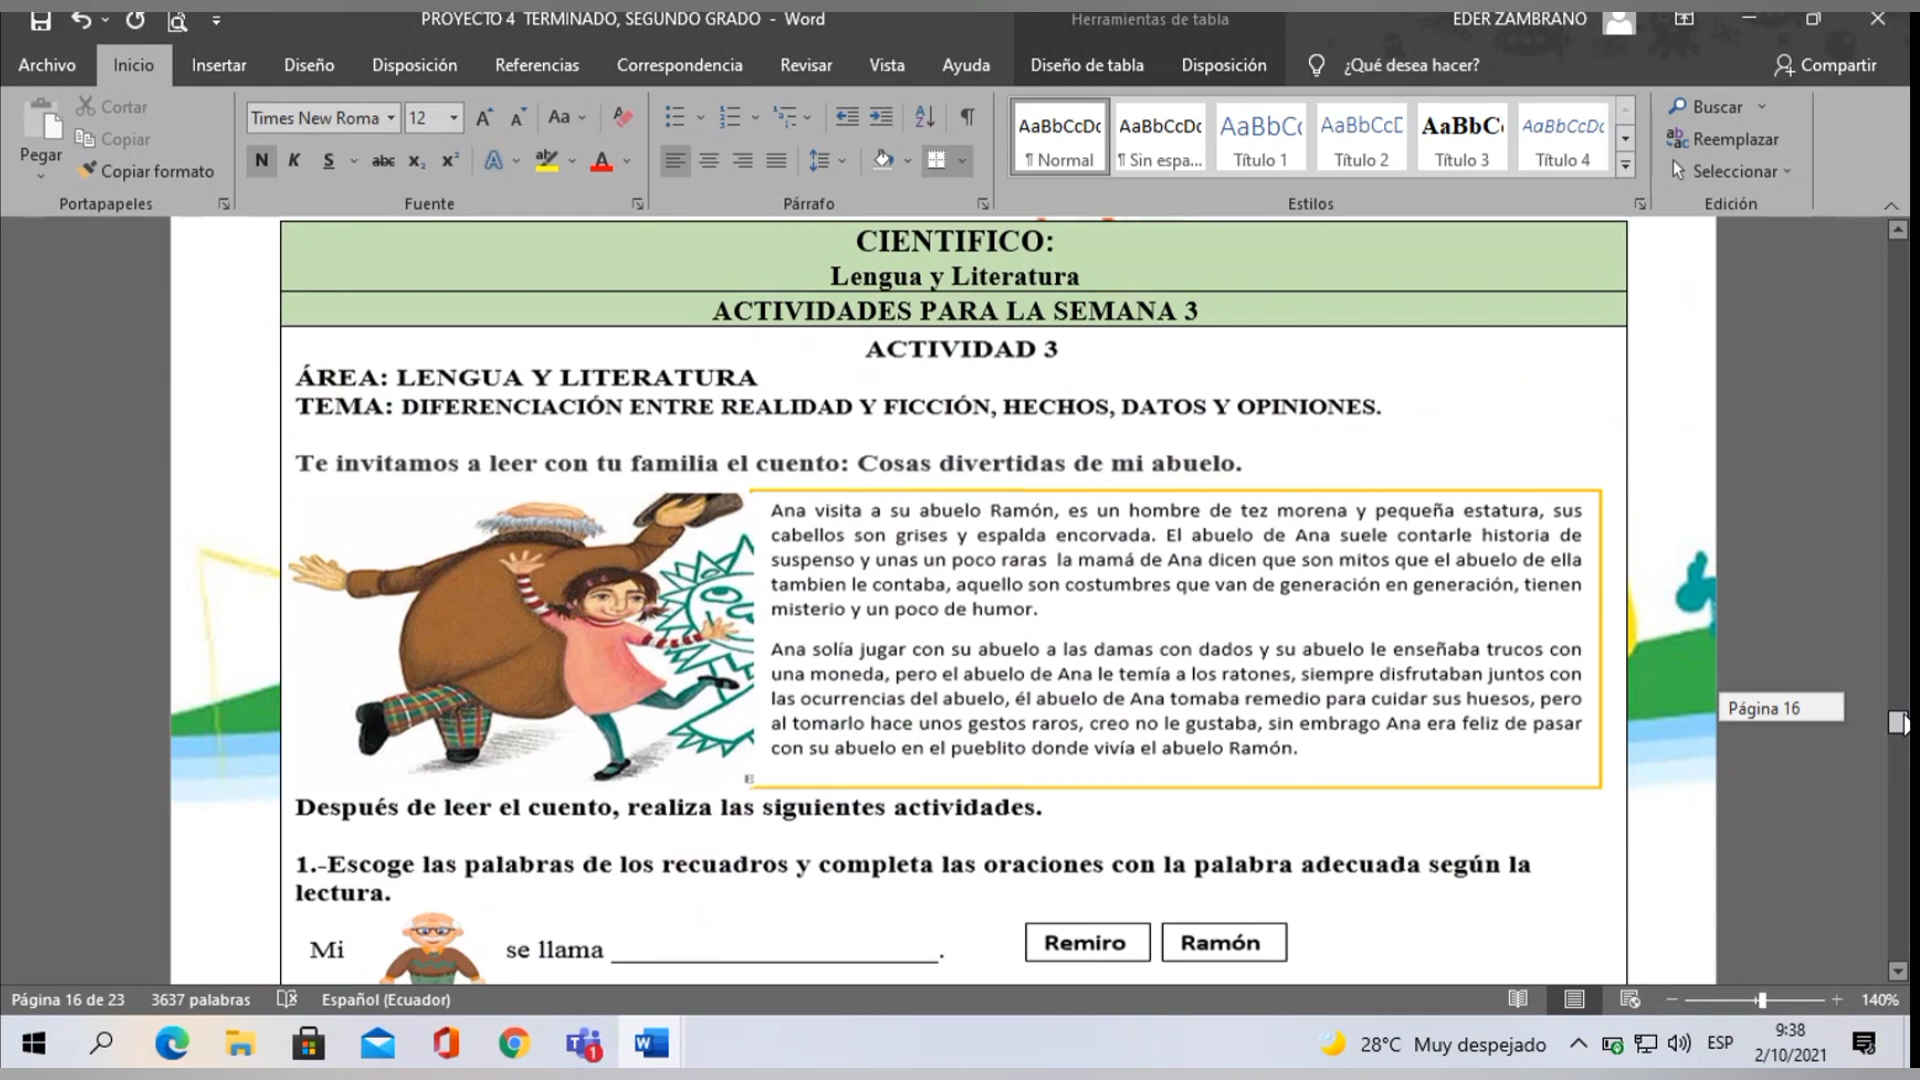 PROYECTO 4 TERMINADO, SEGUNDO GRADO - Word
Herramientas de tabla
EDER ZAMBRANO
Archivo Inicio Insertar Diseño Disposición Referencias Correspondencia Revisar Vista Ayuda Diseño de tabla Disposición ¿Qué desea hacer? Compartir
Pegar
Cortar
Copiar
Copiar formato
Portapapeles
Times New Roma 12
Aa
N K S abc x₂ x² A aby A
Fuente
Párrafo
AaBbCcDc AaBbCcDc AaBbCc AaBbCcD AaBbCc AaBbCcDc
¶ Normal ¶ Sin espa... Título 1 Título 2 Título 3 Título 4
Estilos
Buscar
Reemplazar
Seleccionar
Edición
CIENTIFICO:
Lengua y Literatura
ACTIVIDADES PARA LA SEMANA 3
ACTIVIDAD 3
ÁREA: LENGUA Y LITERATURA
TEMA: DIFERENCIACIÓN ENTRE REALIDAD Y FICCIÓN, HECHOS, DATOS Y OPINIONES.
Te invitamos a leer con tu familia el cuento: Cosas divertidas de mi abuelo.
Ana visita a su abuelo Ramón, es un hombre de tez morena y pequeña estatura, sus
cabellos son grises y espalda encorvada. El abuelo de Ana suele contarle historia de
suspenso y unas un poco raras la mamá de Ana dicen que son mitos que el abuelo de ella
tambien le contaba, aquello son costumbres que van de generación en generación, tienen
misterio y un poco de humor.
Ana solía jugar con su abuelo a las damas con dados y su abuelo le enseñaba trucos con
una moneda, pero el abuelo de Ana le temía a los ratones, siempre disfrutaban juntos con
las ocurrencias del abuelo, él abuelo de Ana tomaba remedio para cuidar sus huesos, pero
al tomarlo hace unos gestos raros, creo no le gustaba, sin embrago Ana era feliz de pasar
con su abuelo en el pueblito donde vivía el abuelo Ramón.
Después de leer el cuento, realiza las siguientes actividades.
1.-Escoge las palabras de los recuadros y completa las oraciones con la palabra adecuada según la
lectura.
Mi se llama ________________________.
Remiro Ramón
Página 16
Página 16 de 23 3637 palabras Español (Ecuador) 140%
28°C Muy despejado ESP
9:38
2/10/2021
1